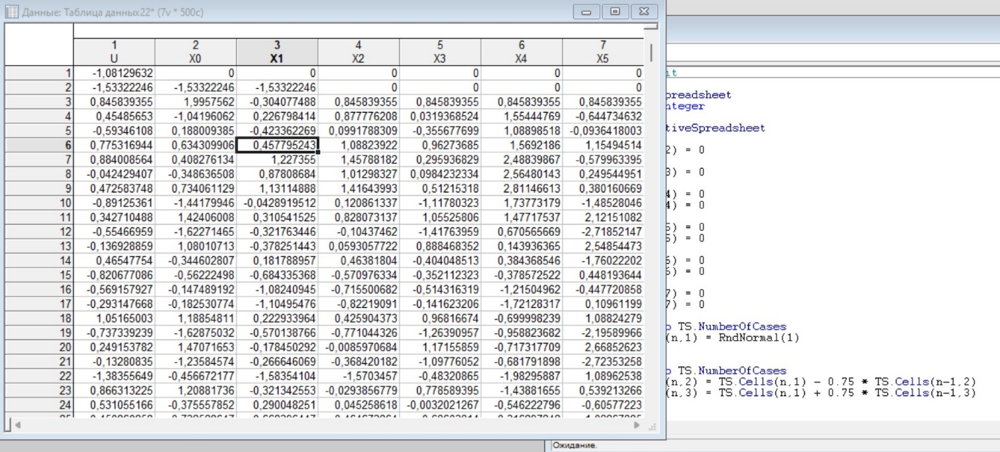 Данные: Таблица данных22* (7v * 500c)
1 2 3 4 5 6 7
U X0 X1 X2 X3 X4 X5
1 -1,08129632 0 0 0 0 0 0
2 -1,53322246 -1,53322246 -1,53322246 0 0 0 0
3 0,845839355 1,9957562 -0,304077488 0,845839355 0,845839355 0,845839355 0,845839355
4 0,45485653 -1,04196062 0,226798414 0,877776208 0,0319368524 1,55444769 -0,644734632
5 -0,59346108 0,188009385 -0,423362269 0,0991788309 -0,355677699 1,08898518 -0,0936418003
6 0,775316944 0,634309906 0,457795243 1,08823922 0,96273685 1,5692186 1,15494514
7 0,884008564 0,408276134 1,227355 1,45788182 0,295936829 2,48839867 -0,579963395
8 -0,042429407 -0,348636508 0,87808684 1,01298327 0,0984232334 2,56480143 0,249544951
9 0,472583748 0,734061129 1,13114888 1,41643993 0,51215318 2,81146613 0,380160669
10 -0,89125361 -1,44179946 -0,0428919512 0,120861337 -1,11780323 1,73773179 -1,48528046
11 0,342710488 1,42406008 0,310541525 0,828073137 1,05525806 1,47717537 2,12151082
12 -0,55466959 -1,62271465 -0,321763446 -0,10437462 -1,41763959 0,670565669 -2,71852147
13 -0,136928859 1,08010713 -0,378251443 0,0593057722 0,888468352 0,143936365 2,54854473
14 0,46547754 -0,344602807 0,181788957 0,46381804 -0,404048513 0,384368546 -1,76022202
15 -0,820677086 -0,56222498 -0,684335368 -0,570976334 -0,352112323 -0,378572522 0,448193644
16 -0,569157927 -0,147489192 -1,08240945 -0,715500682 -0,514316319 -1,21504962 -0,447720858
17 -0,293147668 -0,182530774 -1,10495476 -0,82219091 -0,141623206 -1,72128317 0,10961199
18 1,05165003 1,18854811 0,222933964 0,425904373 0,96816674 -0,699998239 1,08824279
19 -0,737339239 -1,62875032 -0,570138766 -0,771044326 -1,26390957 -0,958823682 -2,19589966
20 0,249153782 1,47071653 -0,178450292 -0,0085970684 1,17155859 -0,717317709 2,66852623
21 -0,13280835 -1,23584574 -0,266646069 -0,368420182 -1,09776052 -0,681791898 -2,72353258
22 -1,38355649 -0,456672177 -1,58354104 -1,5703457 -0,48320865 -1,98295887 1,08962538
23 0,866313225 1,20881736 -0,321342553 -0,0293856779 0,778589395 -1,43881655 0,539213266
24 0,531055166 -0,375557852 0,290048251 0,045258618 -0,0032021267 -0,546222796 -0,60577223
it
preadsheet
nteger
tiveSpreadsheet
2) = 0
3) = 0
4) = 0
4) = 0
5) = 0
5) = 0
6) = 0
6) = 0
7) = 0
7) = 0
o TS.NumberOfCases
(n,1) = RndNormal(1)
o TS.NumberOfCases
(n,2) = TS.Cells(n,1) - 0.75 * TS.Cells(n-1,2)
(n,3) = TS.Cells(n,1) + 0.75 * TS.Cells(n-1,3)
Ожидание.